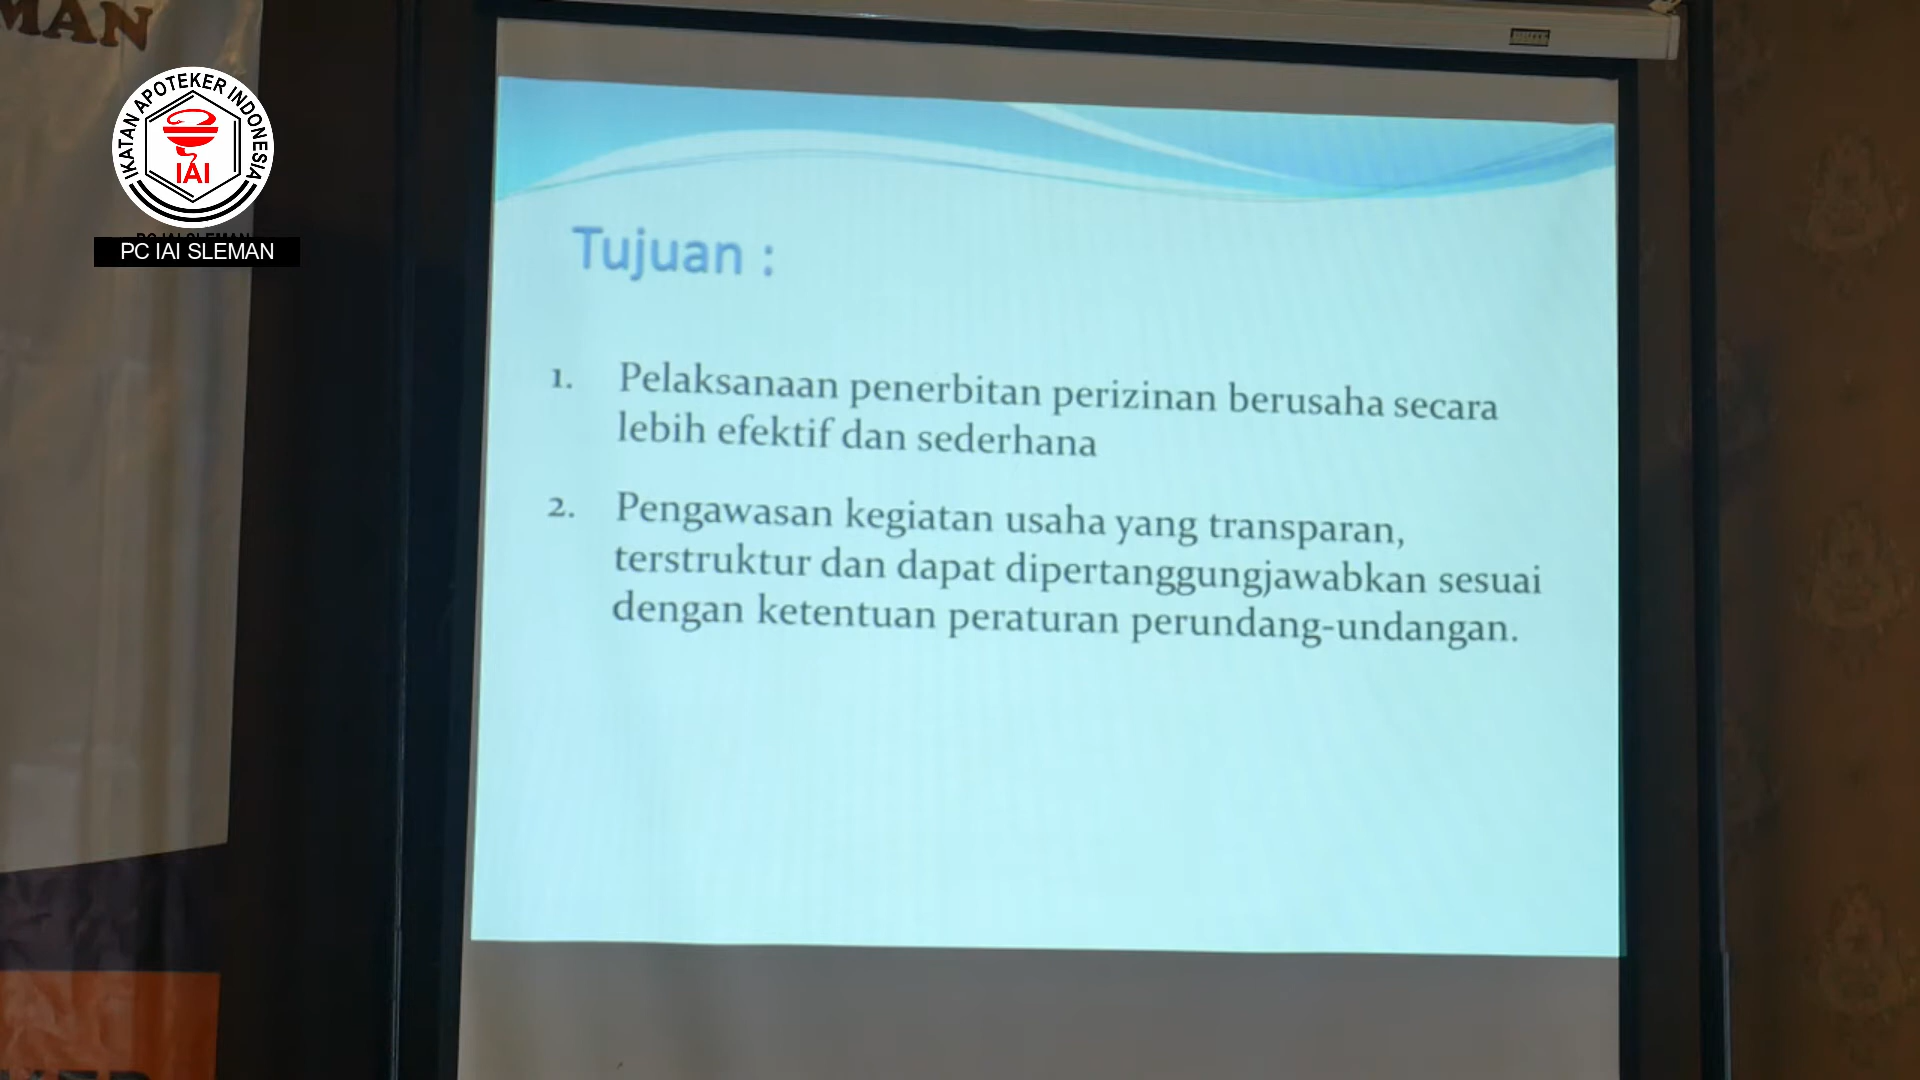 IKATAN APOTEKER INDONESIA
IAI
PC IAI SLEMAN
Tujuan :
1. Pelaksanaan penerbitan perizinan berusaha secara
lebih efektif dan sederhana
2. Pengawasan kegiatan usaha yang transparan,
terstruktur dan dapat dipertanggungjawabkan sesuai
dengan ketentuan peraturan perundang-undangan.